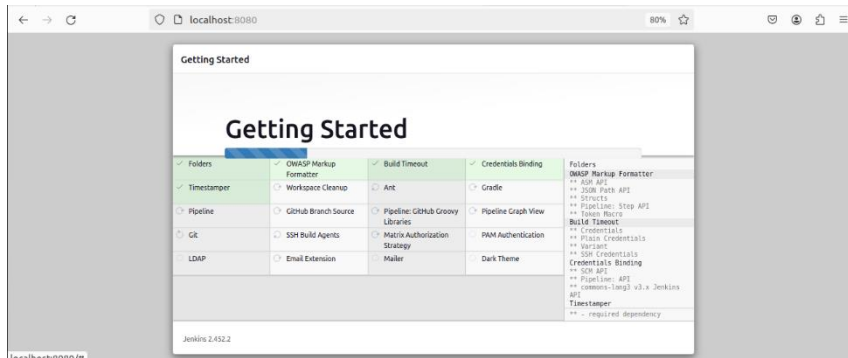 localhost:8080
80%
Getting Started
Getting Started
Folders
OWASP Markup
Formatter
Build Timeout
Credentials Binding
Timestamper
Workspace Cleanup
Ant
Gradle
Pipeline
GitHub Branch Source
Pipeline: GitHub Groovy
Libraries
Pipeline Graph View
Git
SSH Build Agents
Matrix Authorization
Strategy
PAM Authentication
LDAP
Email Extension
Mailer
Dark Theme
Folders
OWASP Markup Formatter
** ASM API
** JSON Path API
** Structs
** Pipeline: Step API
** Token Macro
Build Timeout
** Credentials
** Plain Credentials
** Variant
** SSH Credentials
Credentials Binding
** SCM API
** Pipeline: API
** commons-lang3 v3.x Jenkins
API
Timestamper
** - required dependency
Jenkins 2.452.2
localhost:8080/#